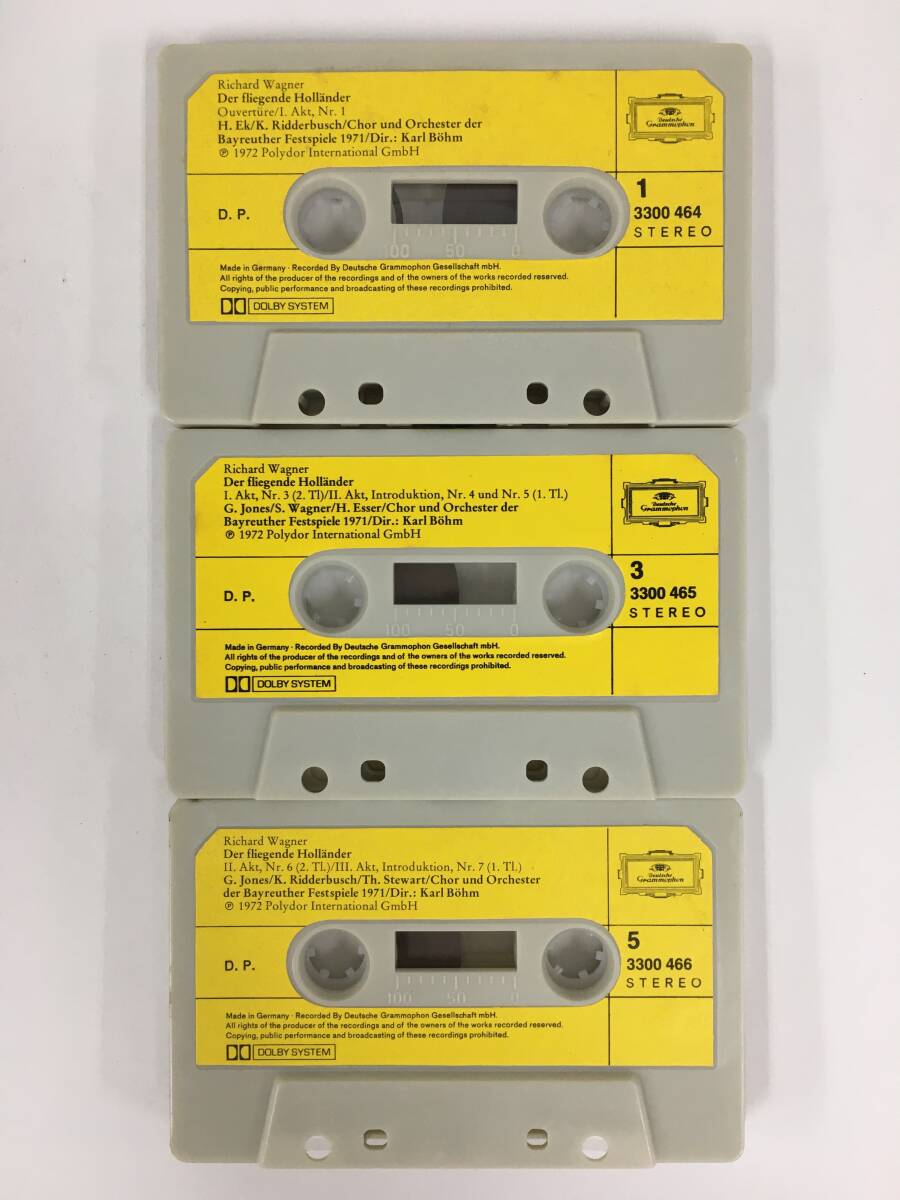 Richard Wagner
Der fliegende Holländer
Ouvertüre/I. Akt, Nr. 1
H. Ek/K. Ridderbusch/Chor und Orchester der
Bayreuther Festspiele 1971/Dir.: Karl Böhm
℗ 1972 Polydor International GmbH
Deutsche
Grammophon
D. P.
1
3300 464
STEREO
100 50 0
Made in Germany · Recorded By Deutsche Grammophon Gesellschaft mbH.
All rights of the producer of the recordings and of the owners of the works recorded reserved.
Copying, public performance and broadcasting of these recordings prohibited.
DOLBY SYSTEM
Richard Wagner
Der fliegende Holländer
I. Akt, Nr. 3 (2. Tl)/II. Akt, Introduktion, Nr. 4 und Nr. 5 (1. Tl.)
G. Jones/S. Wagner/H. Esser/Chor und Orchester der
Bayreuther Festspiele 1971/Dir.: Karl Böhm
℗ 1972 Polydor International GmbH
Deutsche
Grammophon
D. P.
3
3300 465
STEREO
100 50 0
Made in Germany · Recorded By Deutsche Grammophon Gesellschaft mbH.
All rights of the producer of the recordings and of the owners of the works recorded reserved.
Copying, public performance and broadcasting of these recordings prohibited.
DOLBY SYSTEM
Richard Wagner
Der fliegende Holländer
II. Akt, Nr. 6 (2. Tl.)/III. Akt, Introduktion, Nr. 7 (1. Tl.)
G. Jones/K. Ridderbusch/Th. Stewart/Chor und Orchester
der Bayreuther Festspiele 1971/Dir.: Karl Böhm
℗ 1972 Polydor International GmbH
Deutsche
Grammophon
D. P.
5
3300 466
STEREO
100 50 0
Made in Germany · Recorded By Deutsche Grammophon Gesellschaft mbH.
All rights of the producer of the recordings and of the owners of the works recorded reserved.
Copying, public performance and broadcasting of these recordings prohibited.
DOLBY SYSTEM